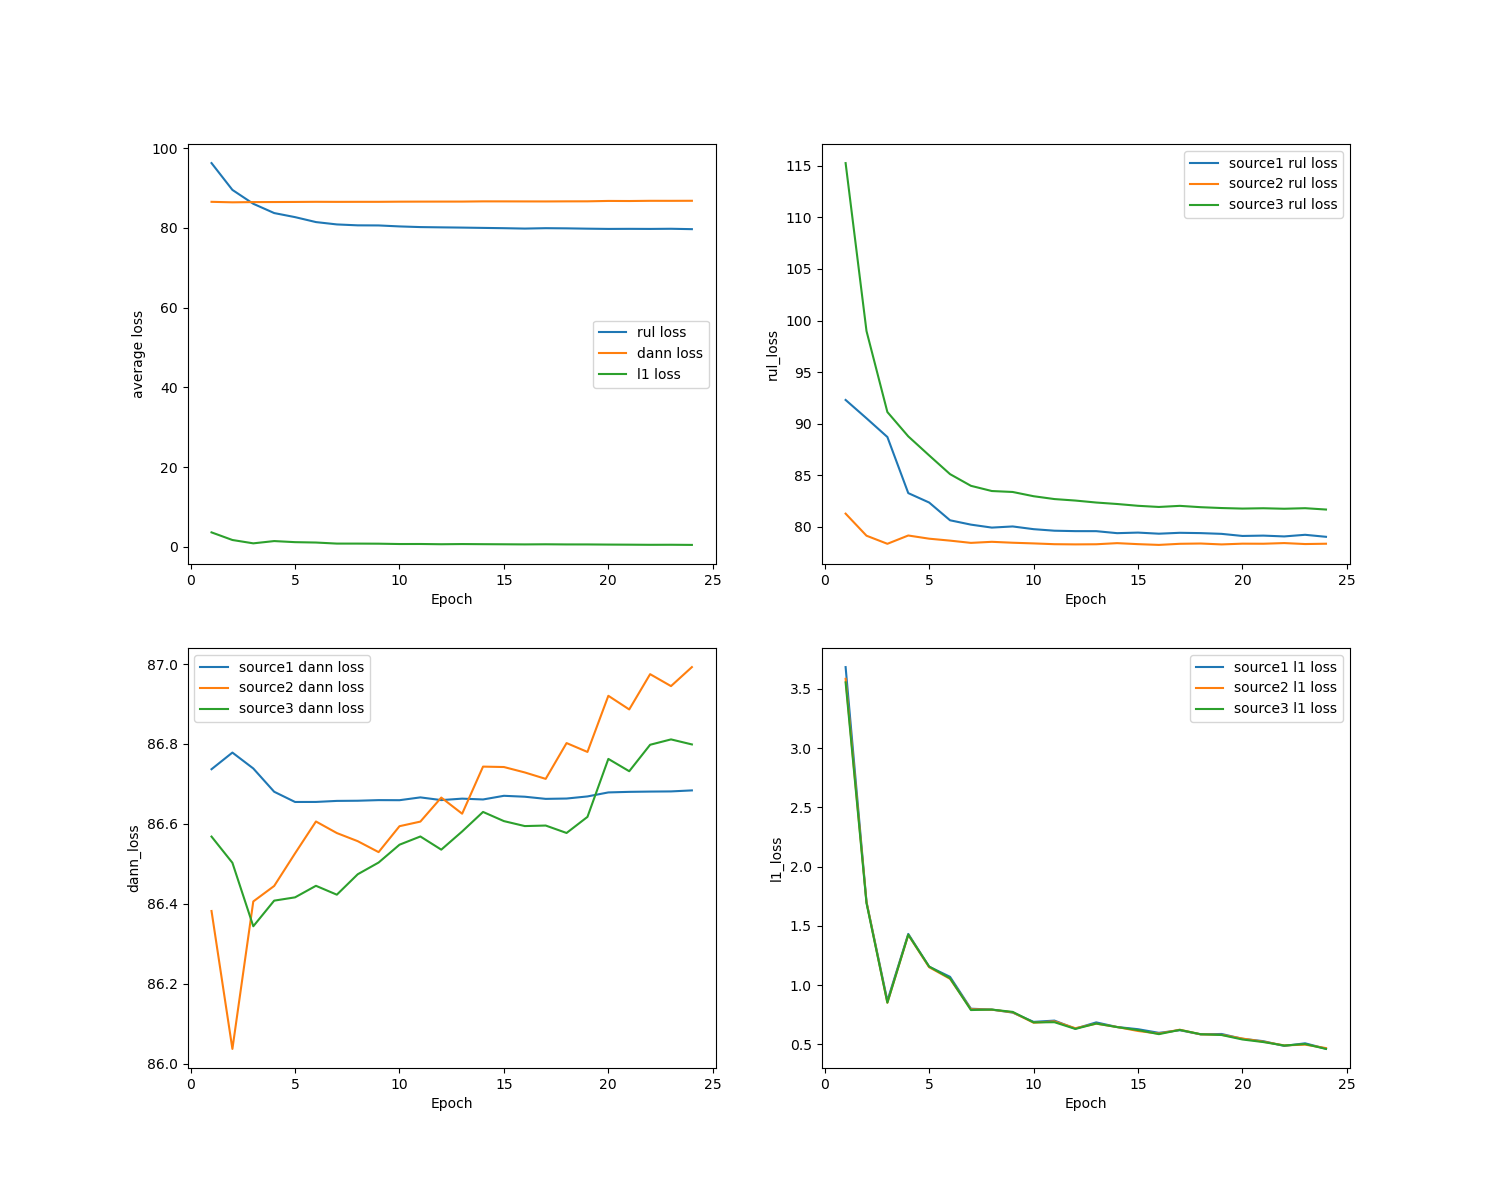 100
80
60
40
20
0
average loss
rul loss
dann loss
l1 loss
0 5 10 15 20 25
Epoch
115
110
105
100
95
90
85
80
rul_loss
source1 rul loss
source2 rul loss
source3 rul loss
0 5 10 15 20 25
Epoch
87.0
86.8
86.6
86.4
86.2
86.0
dann_loss
source1 dann loss
source2 dann loss
source3 dann loss
0 5 10 15 20 25
Epoch
3.5
3.0
2.5
2.0
1.5
1.0
0.5
l1_loss
source1 l1 loss
source2 l1 loss
source3 l1 loss
0 5 10 15 20 25
Epoch